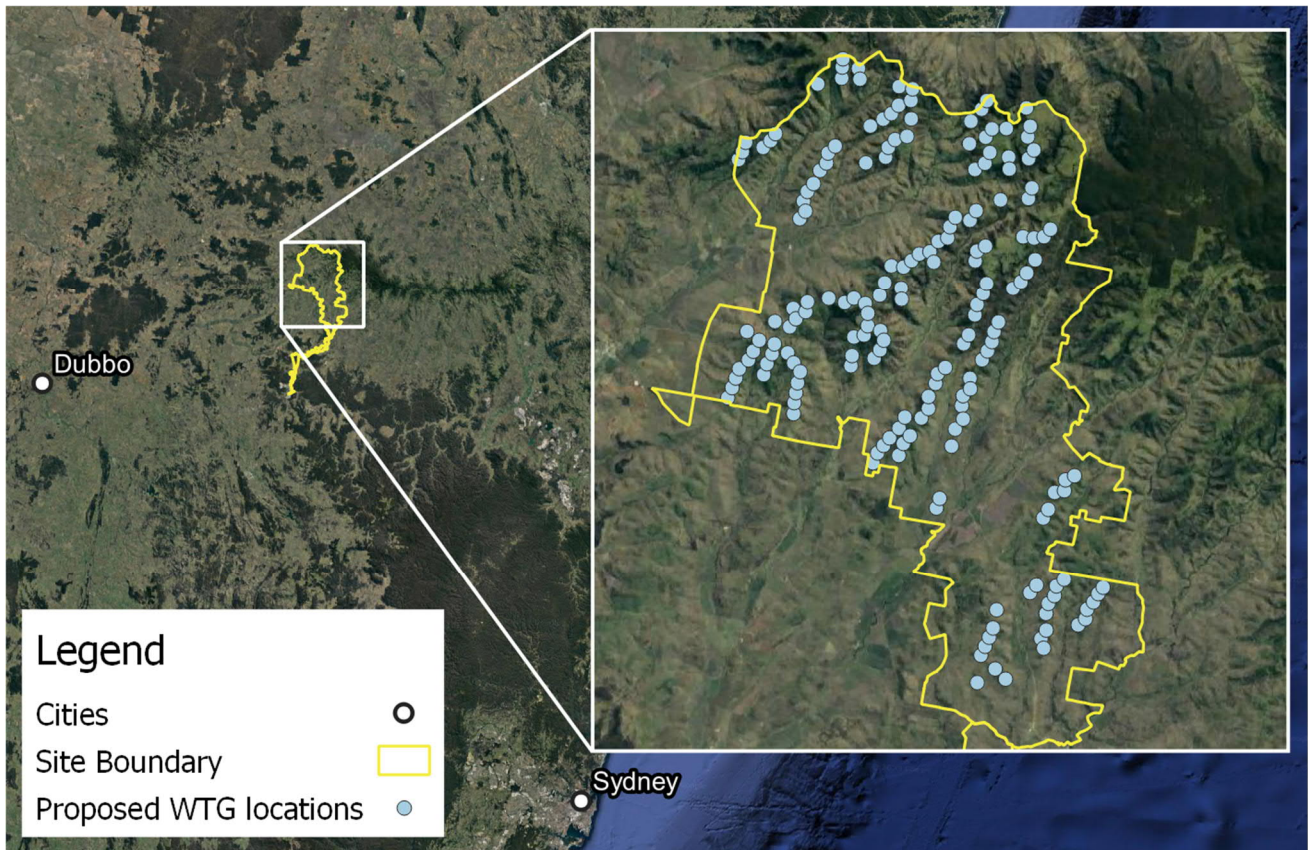 Dubbo
Legend
Cities
Site Boundary
Proposed WTG locations
Sydney